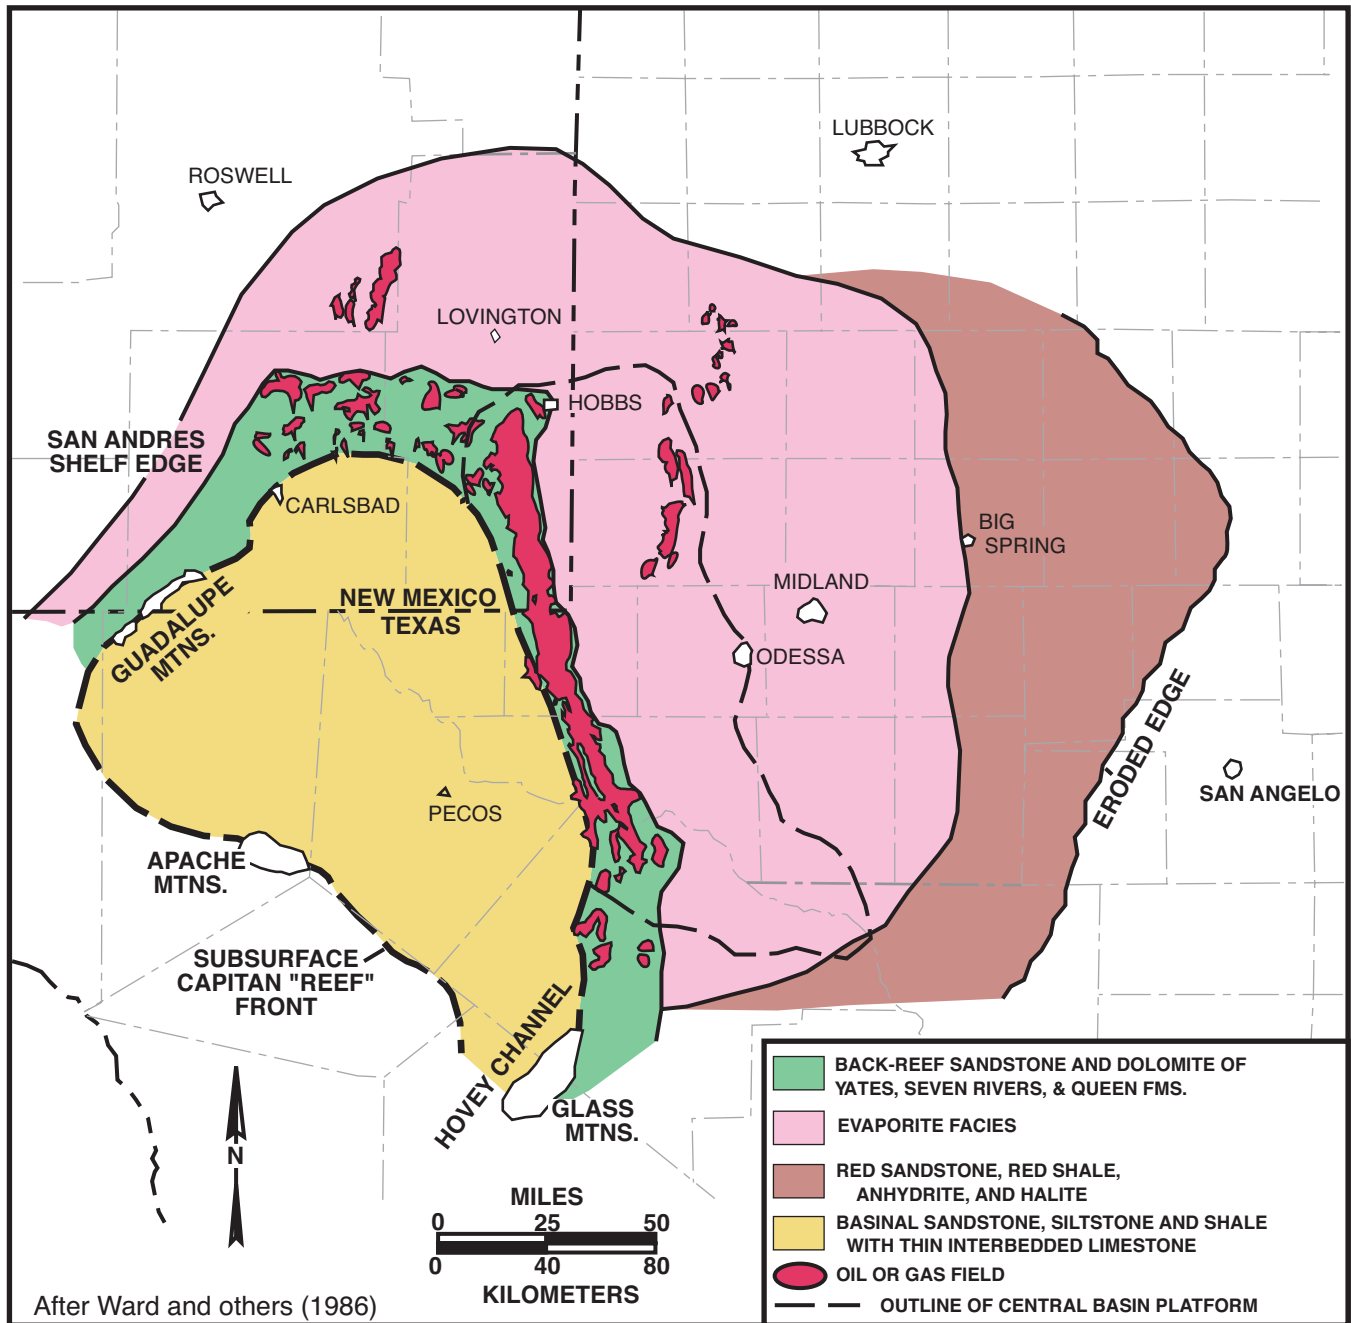 LUBBOCK
ROSWELL
LOVINGTON
HOBBS
SAN ANDRES
SHELF EDGE
CARLSBAD
BIG
SPRING
MIDLAND
NEW MEXICO
TEXAS
GUADALUPE
MTNS.
ODESSA
ERODED EDGE
SAN ANGELO
PECOS
APACHE
MTNS.
SUBSURFACE
CAPITAN "REEF"
FRONT
HOVEY CHANNEL
GLASS
MTNS.
N
MILES
0 25 50
0 40 80
KILOMETERS
After Ward and others (1986)
BACK-REEF SANDSTONE AND DOLOMITE OF
YATES, SEVEN RIVERS, & QUEEN FMS.
EVAPORITE FACIES
RED SANDSTONE, RED SHALE,
ANHYDRITE, AND HALITE
BASINAL SANDSTONE, SILTSTONE AND SHALE
WITH THIN INTERBEDDED LIMESTONE
OIL OR GAS FIELD
OUTLINE OF CENTRAL BASIN PLATFORM